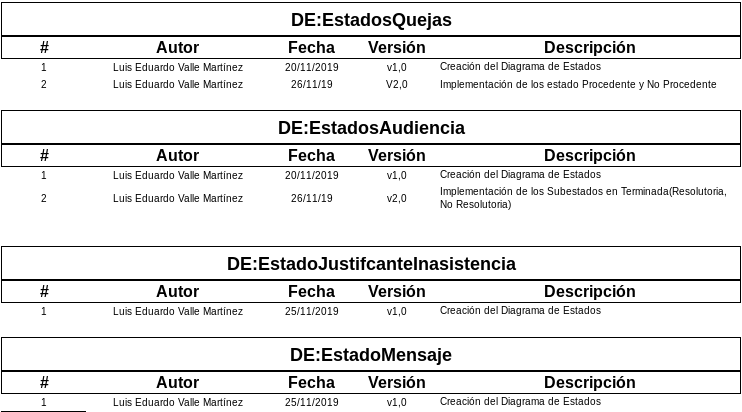 DE:EstadosQuejas
# Autor Fecha Versión Descripción
1 Luis Eduardo Valle Martínez 20/11/2019 v1,0 Creación del Diagrama de Estados
2 Luis Eduardo Valle Martínez 26/11/19 V2,0 Implementación de los estado Procedente y No Procedente
DE:EstadosAudiencia
# Autor Fecha Versión Descripción
1 Luis Eduardo Valle Martínez 20/11/2019 v1,0 Creación del Diagrama de Estados
2 Luis Eduardo Valle Martínez 26/11/19 v2,0 Implementación de los Subestados en Terminada(Resolutoria,
No Resolutoria)
DE:EstadoJustifcanteInasistencia
# Autor Fecha Versión Descripción
1 Luis Eduardo Valle Martínez 25/11/2019 v1,0 Creación del Diagrama de Estados
DE:EstadoMensaje
# Autor Fecha Versión Descripción
1 Luis Eduardo Valle Martínez 25/11/2019 v1,0 Creación del Diagrama de Estados